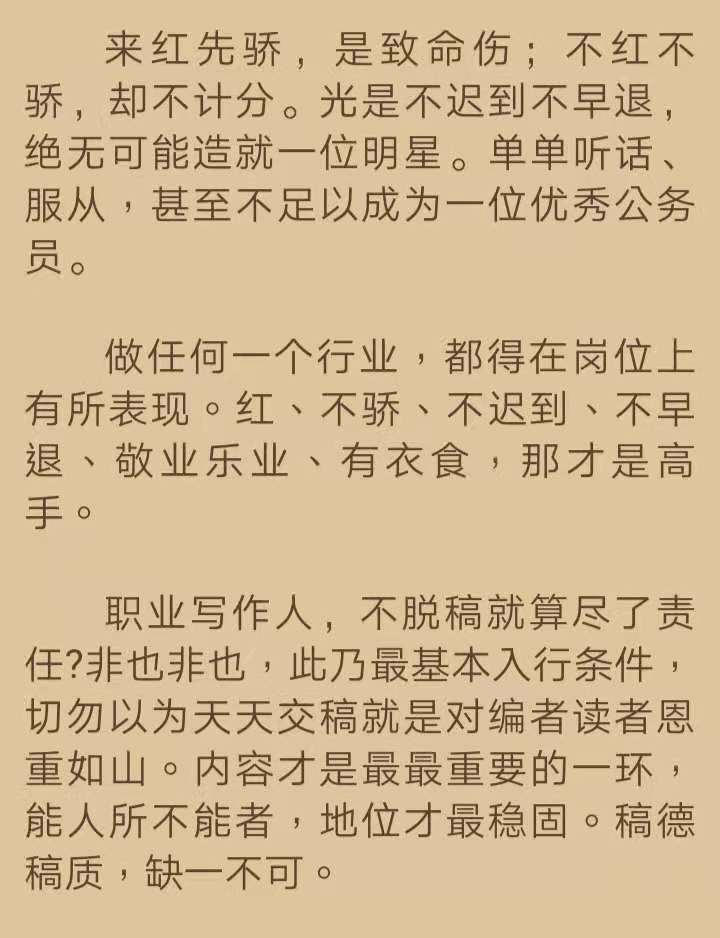 来红先骄，是致命伤；不红不
骄，却不计分。光是不迟到不早退，
绝无可能造就一位明星。单单听话、
服从，甚至不足以成为一位优秀公务
员。
做任何一个行业，都得在岗位上
有所表现。红、不骄、不迟到、不早
退、敬业乐业、有衣食，那才是高
手。
职业写作人，不脱稿就算尽了责
任?非也非也，此乃最基本入行条件，
切勿以为天天交稿就是对编者读者恩
重如山。内容才是最最重要的一环，
能人所不能者，地位才最稳固。稿德
稿质，缺一不可。